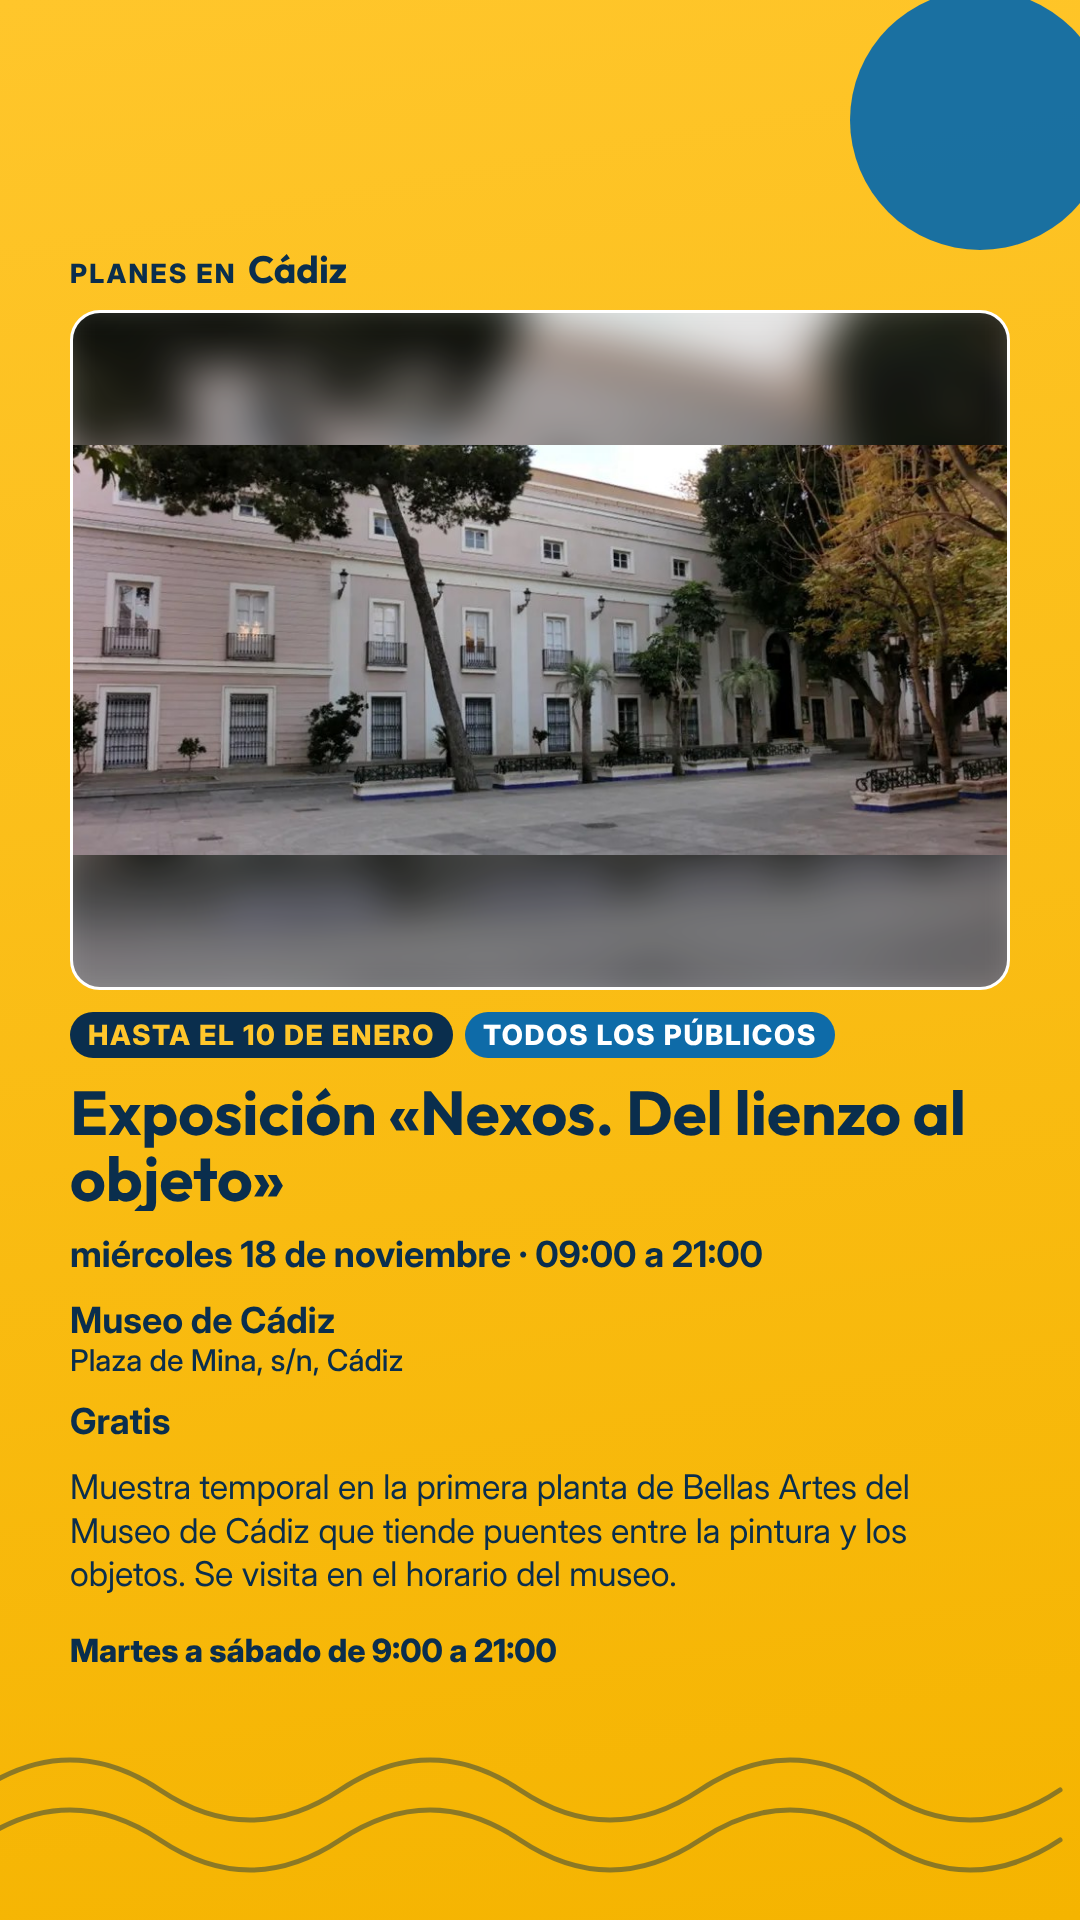 PLANES EN Cádiz
HASTA EL 10 DE ENERO
TODOS LOS PÚBLICOS
Exposición «Nexos. Del lienzo al
objeto»
miércoles 18 de noviembre · 09:00 a 21:00
Museo de Cádiz
Plaza de Mina, s/n, Cádiz
Gratis
Muestra temporal en la primera planta de Bellas Artes del
Museo de Cádiz que tiende puentes entre la pintura y los
objetos. Se visita en el horario del museo.
Martes a sábado de 9:00 a 21:00